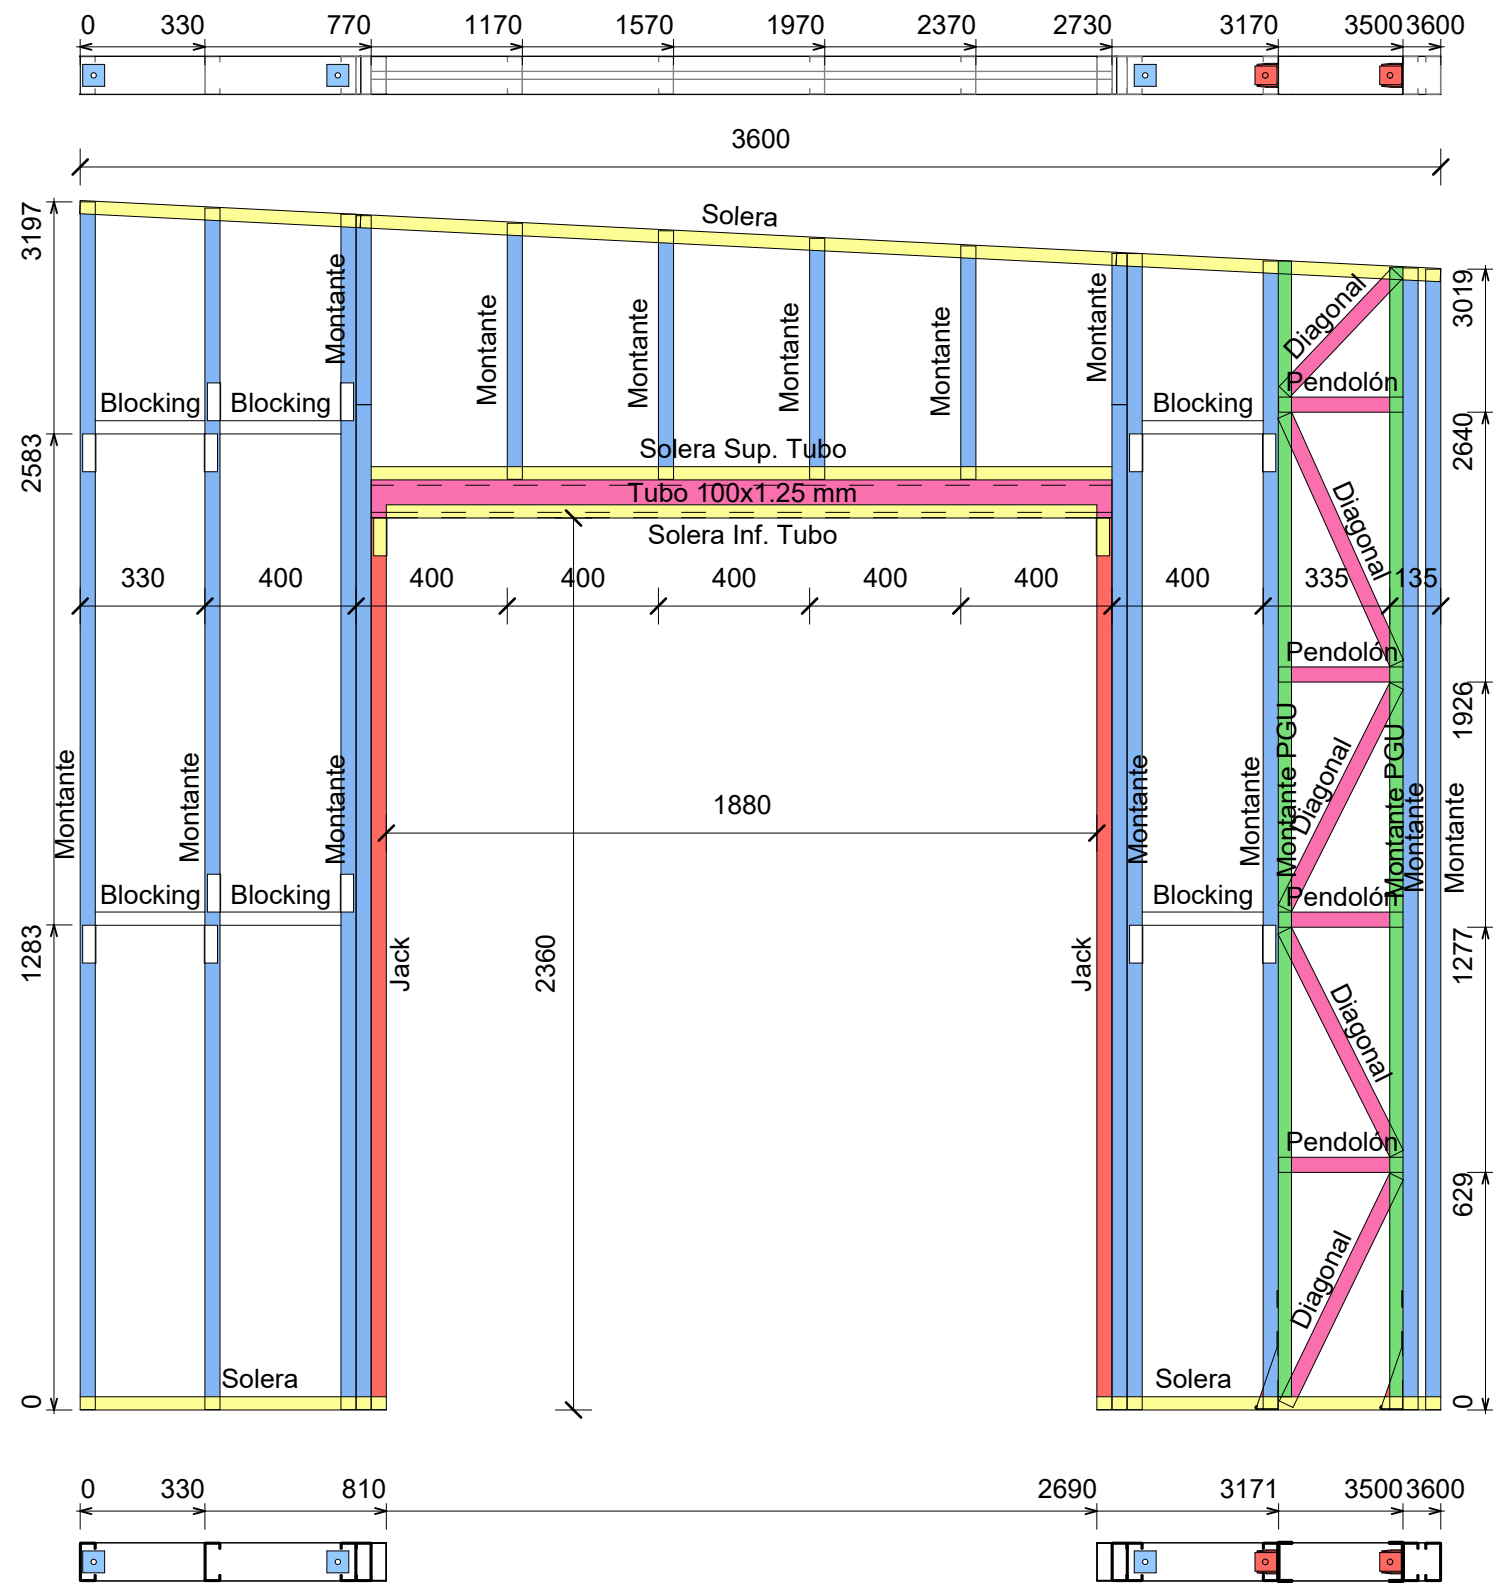 0 330 770 1170 1570 1970 2370 2730 3170 3500 3600
3600
3197
Solera
3019
Montante
Montante
Montante
Montante
Montante
Montante
Diagonal
Blocking Blocking
Blocking
Pendolón
2583
2640
Solera Sup. Tubo
Tubo 100x1.25 mm
Solera Inf. Tubo
Diagonal
330 400 400 400 400 400 400 400 335 135
Pendolón
1926
Montante
Montante
Montante
1880
Montante
Montante
Montante PGU
Diagonal
Montante PGU
Montante
Montante
Blocking Blocking
Blocking
Pendolón
1283
Jack
2360
Jack
1277
Diagonal
Pendolón
629
Diagonal
Solera
Solera
0
0
0 330 810 2690 3171 3500 3600